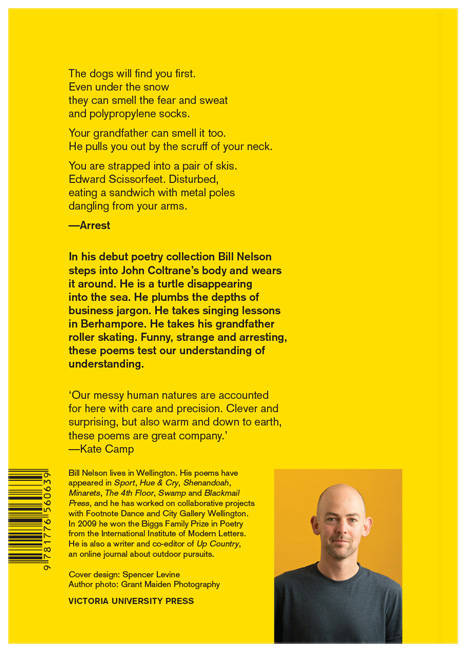 The dogs will find you first.
Even under the snow
they can smell the fear and sweat
and polypropylene socks.
Your grandfather can smell it too.
He pulls you out by the scruff of your neck.
You are strapped into a pair of skis.
Edward Scissorfeet. Disturbed,
eating a sandwich with metal poles
dangling from your arms.
—Arrest
In his debut poetry collection Bill Nelson
steps into John Coltrane’s body and wears
it around. He is a turtle disappearing
into the sea. He plumbs the depths of
business jargon. He takes singing lessons
in Berhampore. He takes his grandfather
roller skating. Funny, strange and arresting,
these poems test our understanding of
understanding.
‘Our messy human natures are accounted
for here with care and precision. Clever and
surprising, but also warm and down to earth,
these poems are great company.’
—Kate Camp
Bill Nelson lives in Wellington. His poems have
appeared in Sport, Hue & Cry, Shenandoah,
Minarets, The 4th Floor, Swamp and Blackmail
Press, and he has worked on collaborative projects
with Footnote Dance and City Gallery Wellington.
In 2009 he won the Biggs Family Prize in Poetry
from the International Institute of Modern Letters.
He is also a writer and co-editor of Up Country,
an online journal about outdoor pursuits.
Cover design: Spencer Levine
Author photo: Grant Maiden Photography
VICTORIA UNIVERSITY PRESS
9 781776 560639